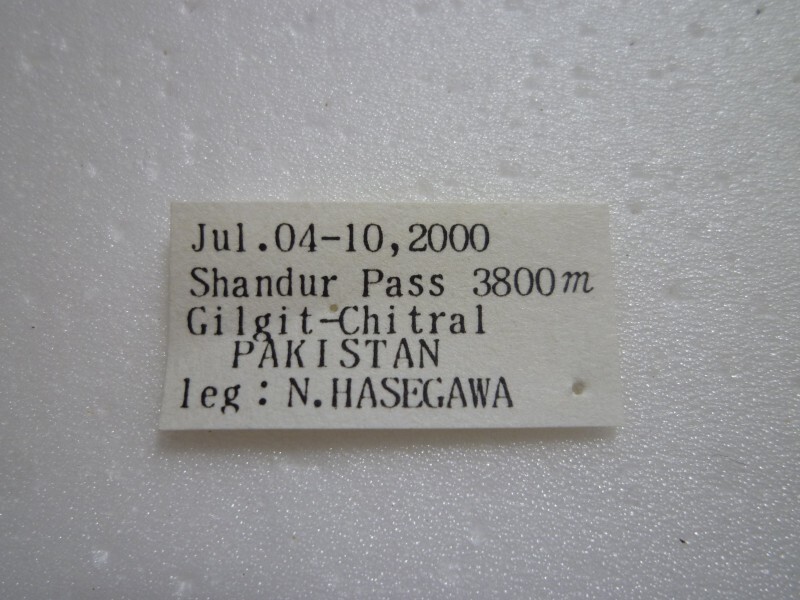 Jul.04-10,2000
Shandur Pass 3800m
Gilgit-Chitral
PAKISTAN
leg: N.HASEGAWA